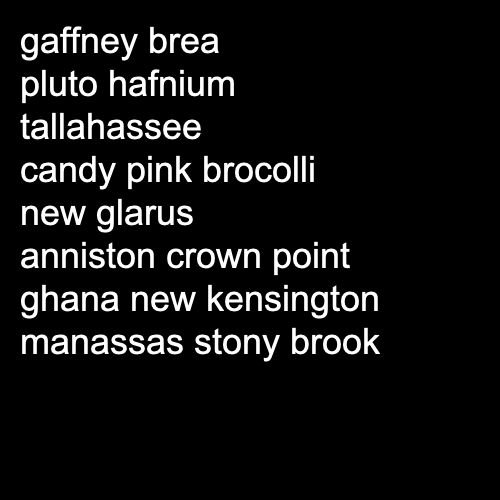 gaffney brea
pluto hafnium
tallahassee
candy pink brocolli
new glarus
anniston crown point
ghana new kensington
manassas stony brook